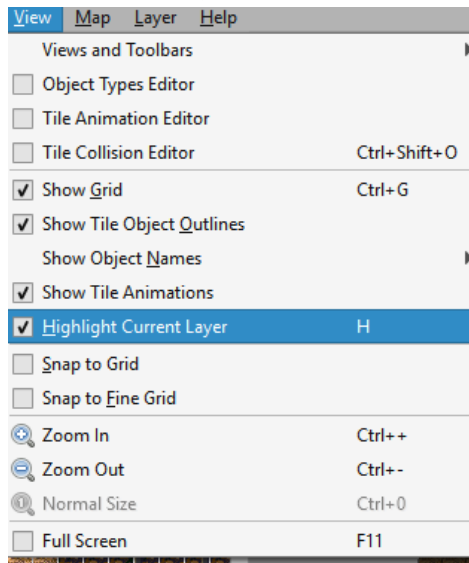 View Map Layer Help
Views and Toolbars
Object Types Editor
Tile Animation Editor
Tile Collision Editor Ctrl+Shift+O
Show Grid Ctrl+G
Show Tile Object Outlines
Show Object Names
Show Tile Animations
Highlight Current Layer H
Snap to Grid
Snap to Fine Grid
Zoom In Ctrl++
Zoom Out Ctrl+-
Normal Size Ctrl+0
Full Screen F11